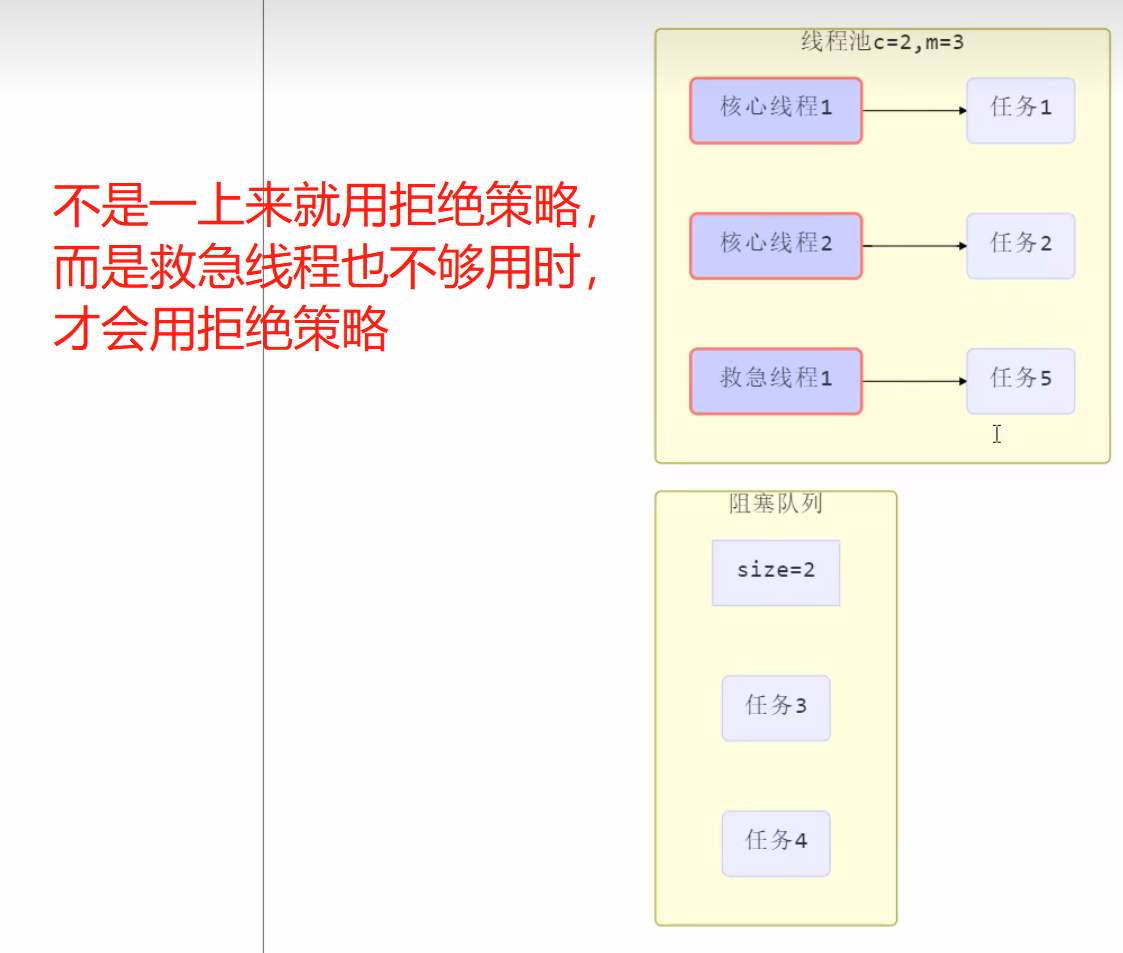 不是一上来就用拒绝策略,
而是救急线程也不够用时,
才会用拒绝策略
线程池c=2,m=3
核心线程1
任务1
核心线程2
任务2
救急线程1
任务5
阻塞队列
size=2
任务3
任务4